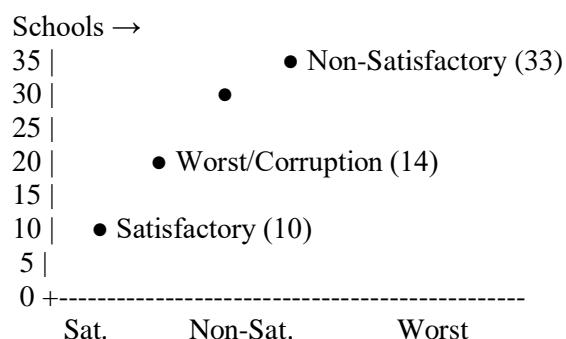 Schools →
35 | ● Non-Satisfactory (33)
30 | ●
25 |
20 | ● Worst/Corruption (14)
15 |
10 | ● Satisfactory (10)
5 |
0 +-------------------------------------
Sat. Non-Sat. Worst